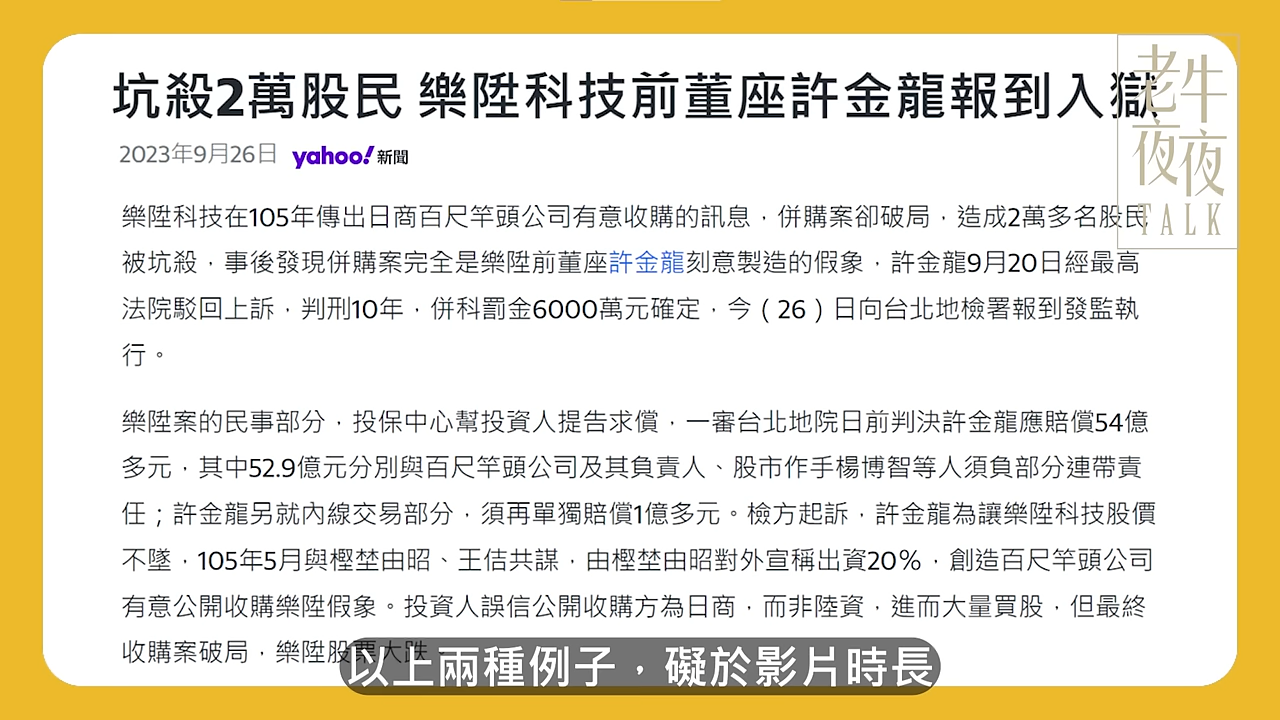 坑殺2萬股民 樂陞科技前董座許金龍報到入獄
2023年9月26日 yahoo!新聞
老牛
夜夜
TALK
樂陞科技在105年傳出日商百尺竿頭公司有意收購的訊息，併購案卻破局，造成2萬多名股民
被坑殺，事後發現併購案完全是樂陞前董座許金龍刻意製造的假象，許金龍9月20日經最高
法院駁回上訴，判刑10年，併科罰金6000萬元確定，今（26）日向台北地檢署報到發監執
行。
樂陞案的民事部分，投保中心幫投資人提告求償，一審台北地院日前判決許金龍應賠償54億
多元，其中52.9億元分別與百尺竿頭公司及其負責人、股市作手楊博智等人須負部分連帶責
任；許金龍另就內線交易部分，須再單獨賠償1億多元。檢方起訴，許金龍為讓樂陞科技股價
不墜，105年5月與樫埜由昭、王佶共謀，由樫埜由昭對外宣稱出資20%，創造百尺竿頭公司
有意公開收購樂陞假象。投資人誤信公開收購方為日商，而非陸資，進而大量買股，但最終
收購案破局，樂陞股票大跌。
以上兩種例子，礙於影片時長